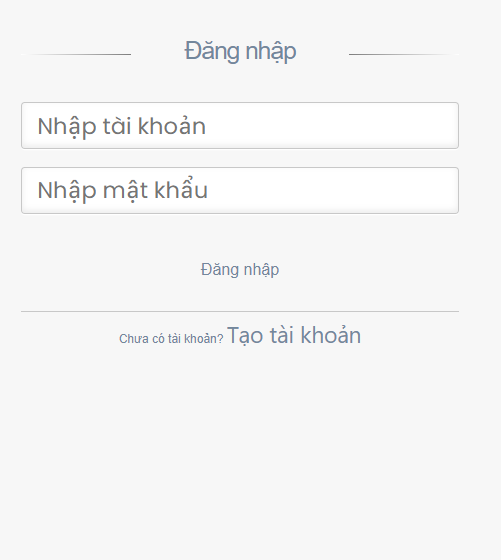 Đăng nhập
Nhập tài khoản
Nhập mật khẩu
Đăng nhập
Chưa có tài khoản? Tạo tài khoản